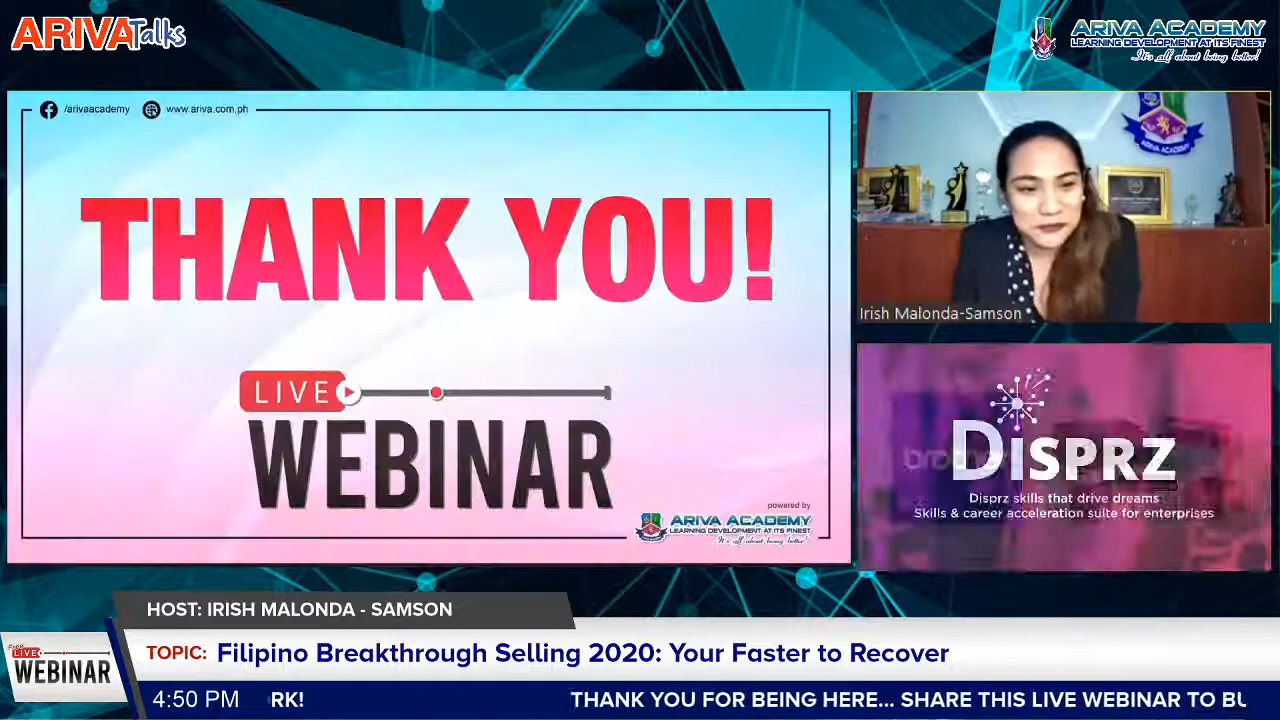 ARIVATalks
ARIVA ACADEMY
LEARNING DEVELOPMENT AT ITS FINEST
It's all about being better!
/arivaacademy www.ariva.com.ph
THANK YOU!
LIVE
WEBINAR
powered by
ARIVA ACADEMY
LEARNING DEVELOPMENT AT ITS FINEST
It's all about being better!
ARIVA ACADEMY
Irish Malonda-Samson
DISPRZ
Disprz skills that drive dreams
Skills & career acceleration suite for enterprises
HOST: IRISH MALONDA - SAMSON
LIVE
WEBINAR
TOPIC: Filipino Breakthrough Selling 2020: Your Faster to Recover
4:50 PM RK! THANK YOU FOR BEING HERE... SHARE THIS LIVE WEBINAR TO BU